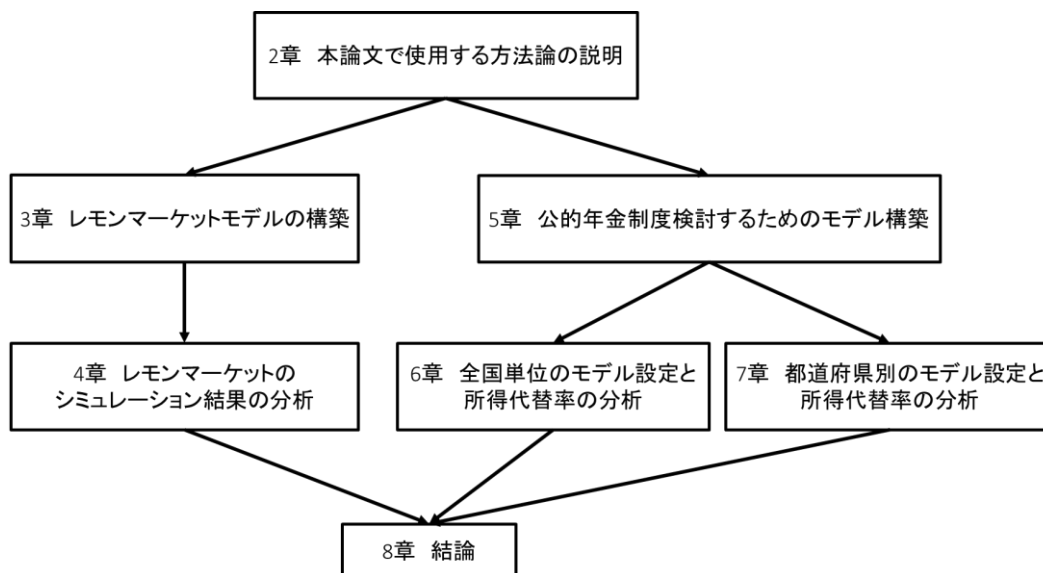 2章 本論文で使用する方法論の説明
3章 レモンマーケットモデルの構築
5章 公的年金制度検討するためのモデル構築
4章 レモンマーケットの
シミュレーション結果の分析
6章 全国単位のモデル設定と
所得代替率の分析
7章 都道府県別のモデル設定と
所得代替率の分析
8章 結論